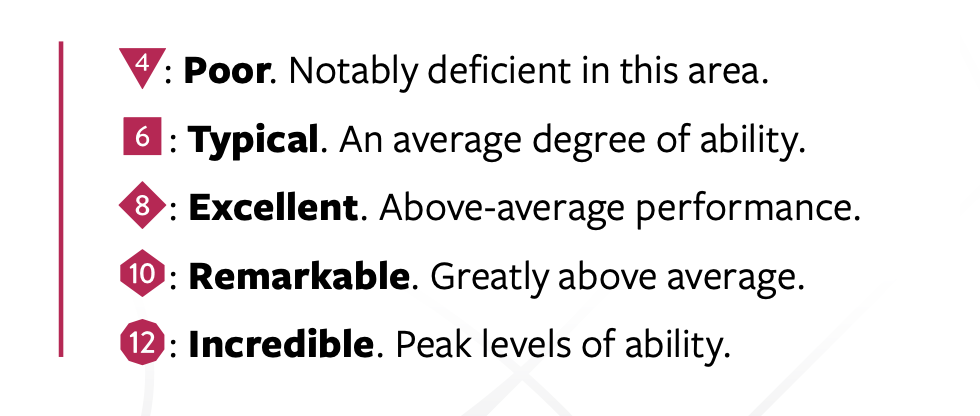 4: Poor. Notably deficient in this area.
6: Typical. An average degree of ability.
8: Excellent. Above-average performance.
10: Remarkable. Greatly above average.
12: Incredible. Peak levels of ability.